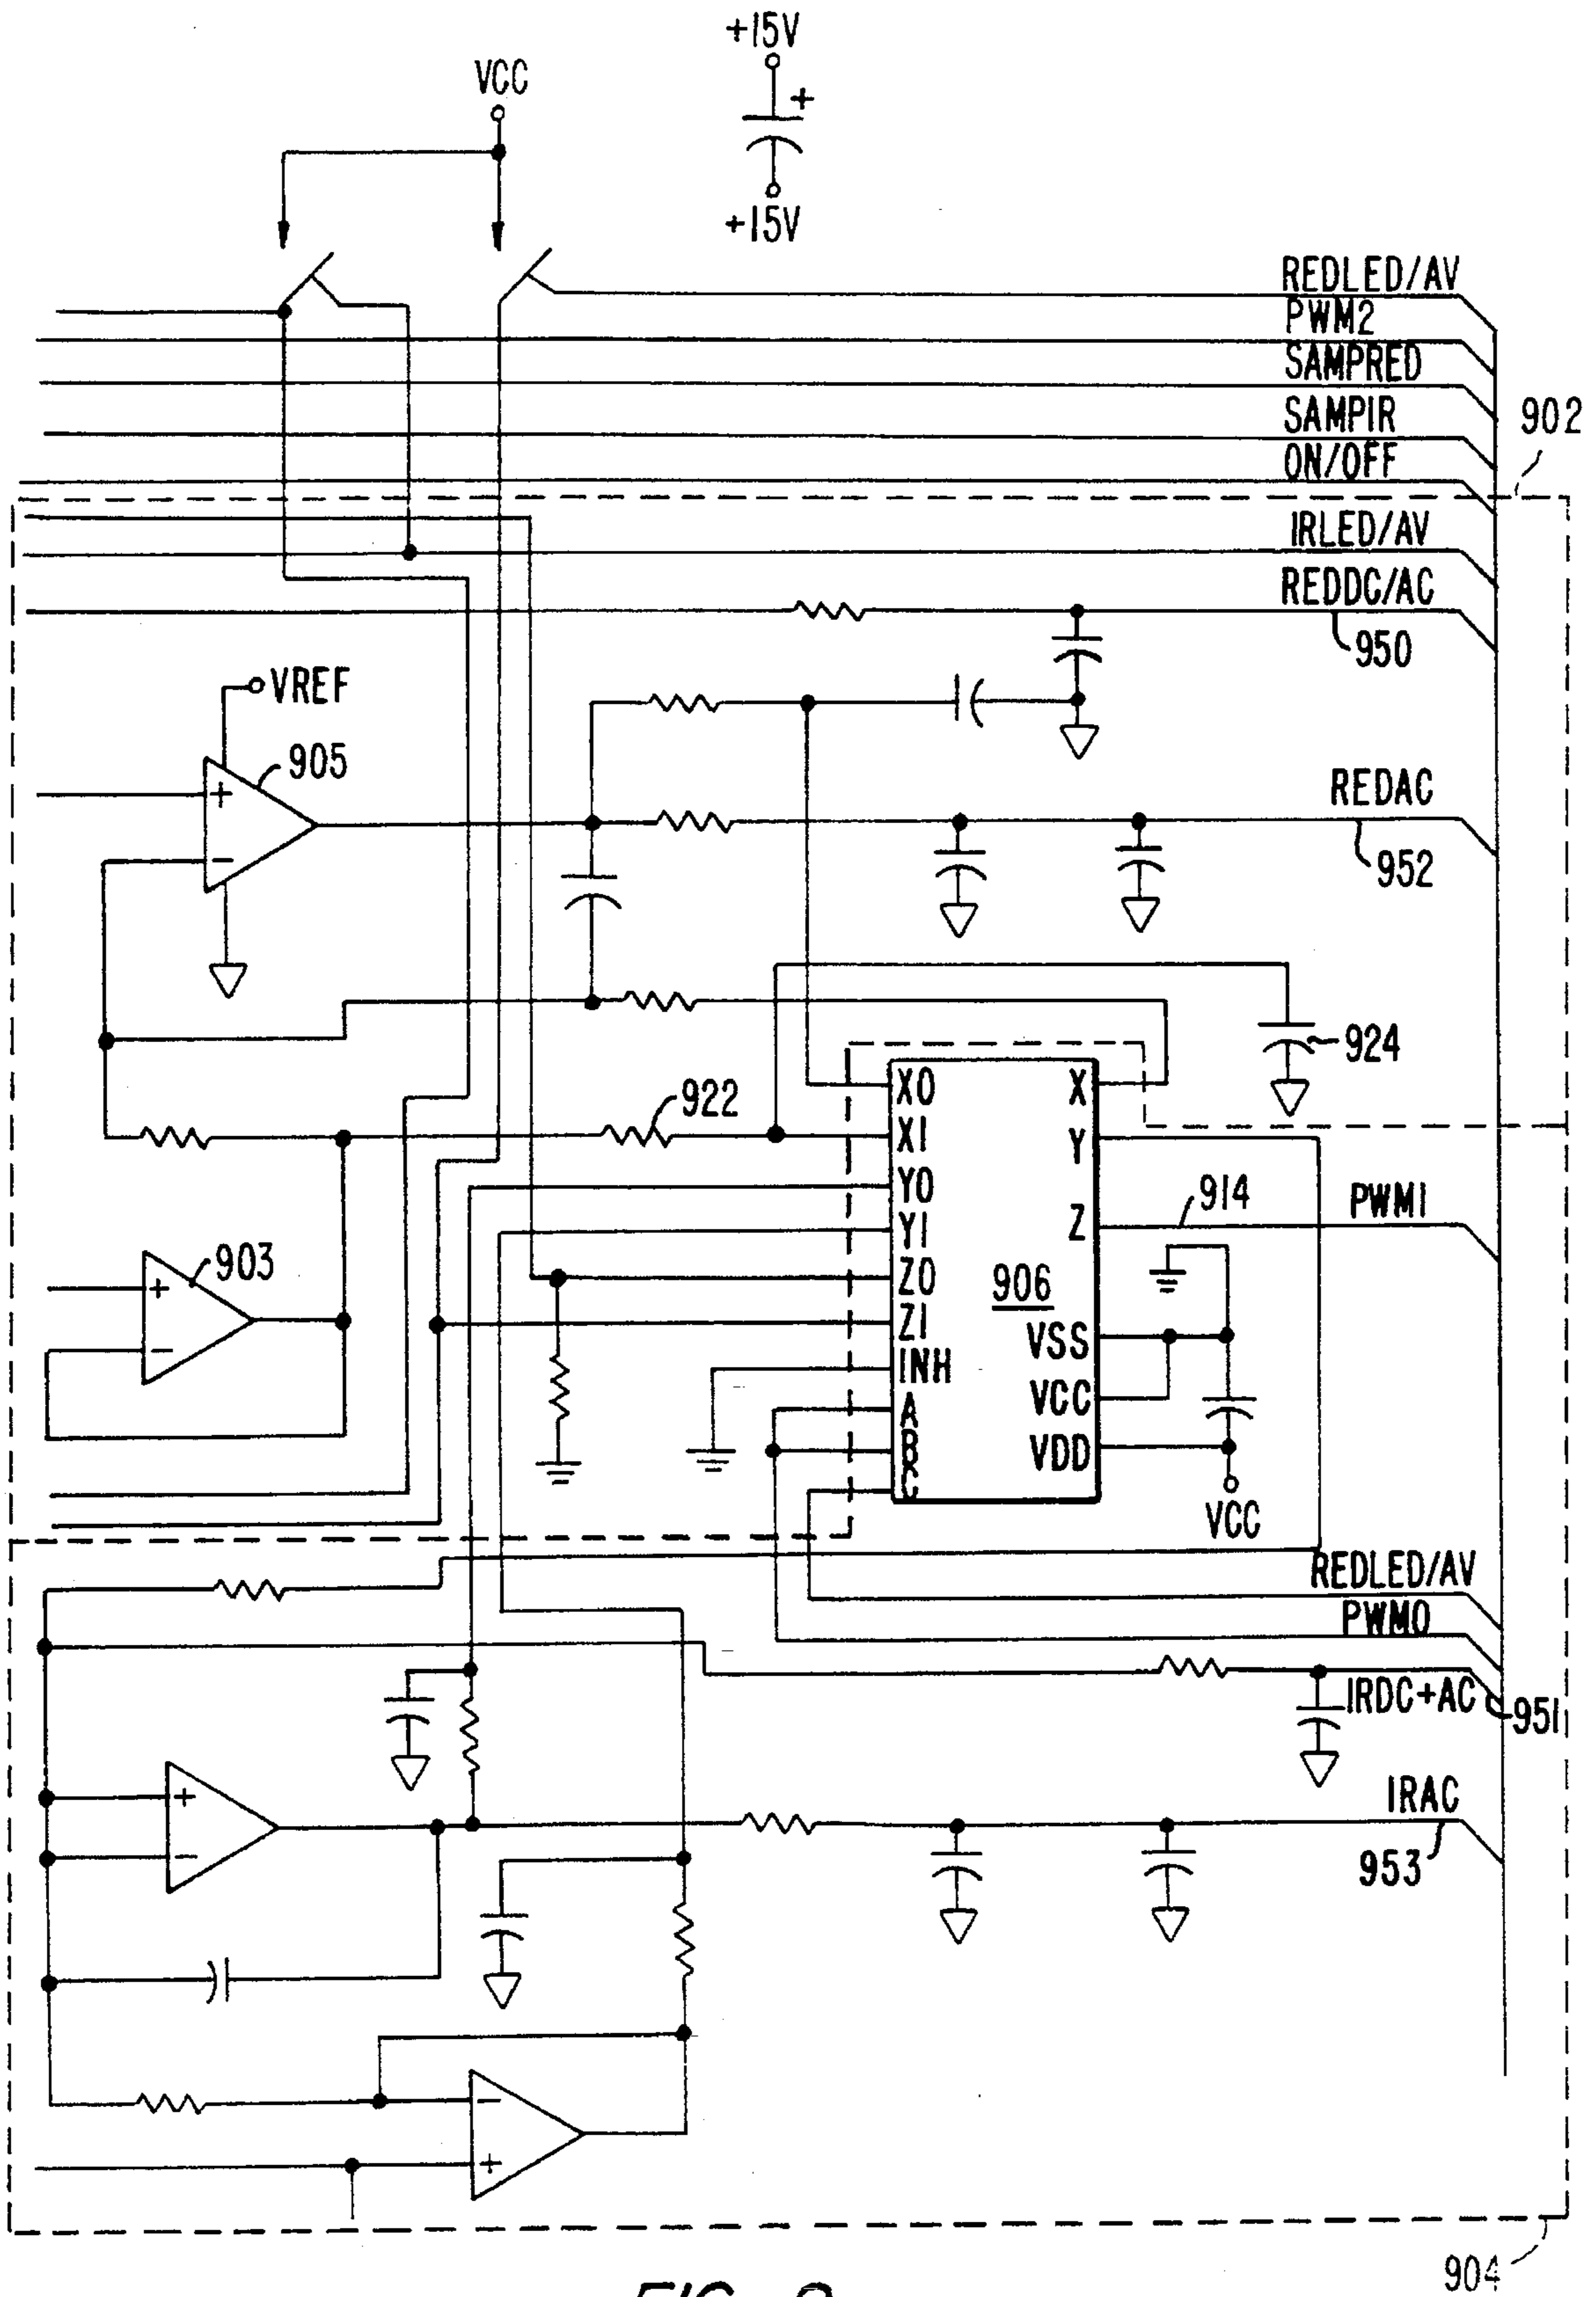 +15V
VCC
+
+15V
REDLED/AV
PWM2
SAMPRED
SAMPIR
902
ON/OFF
IRLED/AV
REDDC/AC
950
VREF
905
+
−
REDAC
952
924
922
X0
X
X1
Y
Y0
914
PWM1
Y1
Z
903
Z0
906
+
Z1
VSS
−
INH
VCC
A
B
VDD
C
VCC
REDLED/AV
PWM0
IRDC+AC
951
+
IRAC
−
953
−
+
904